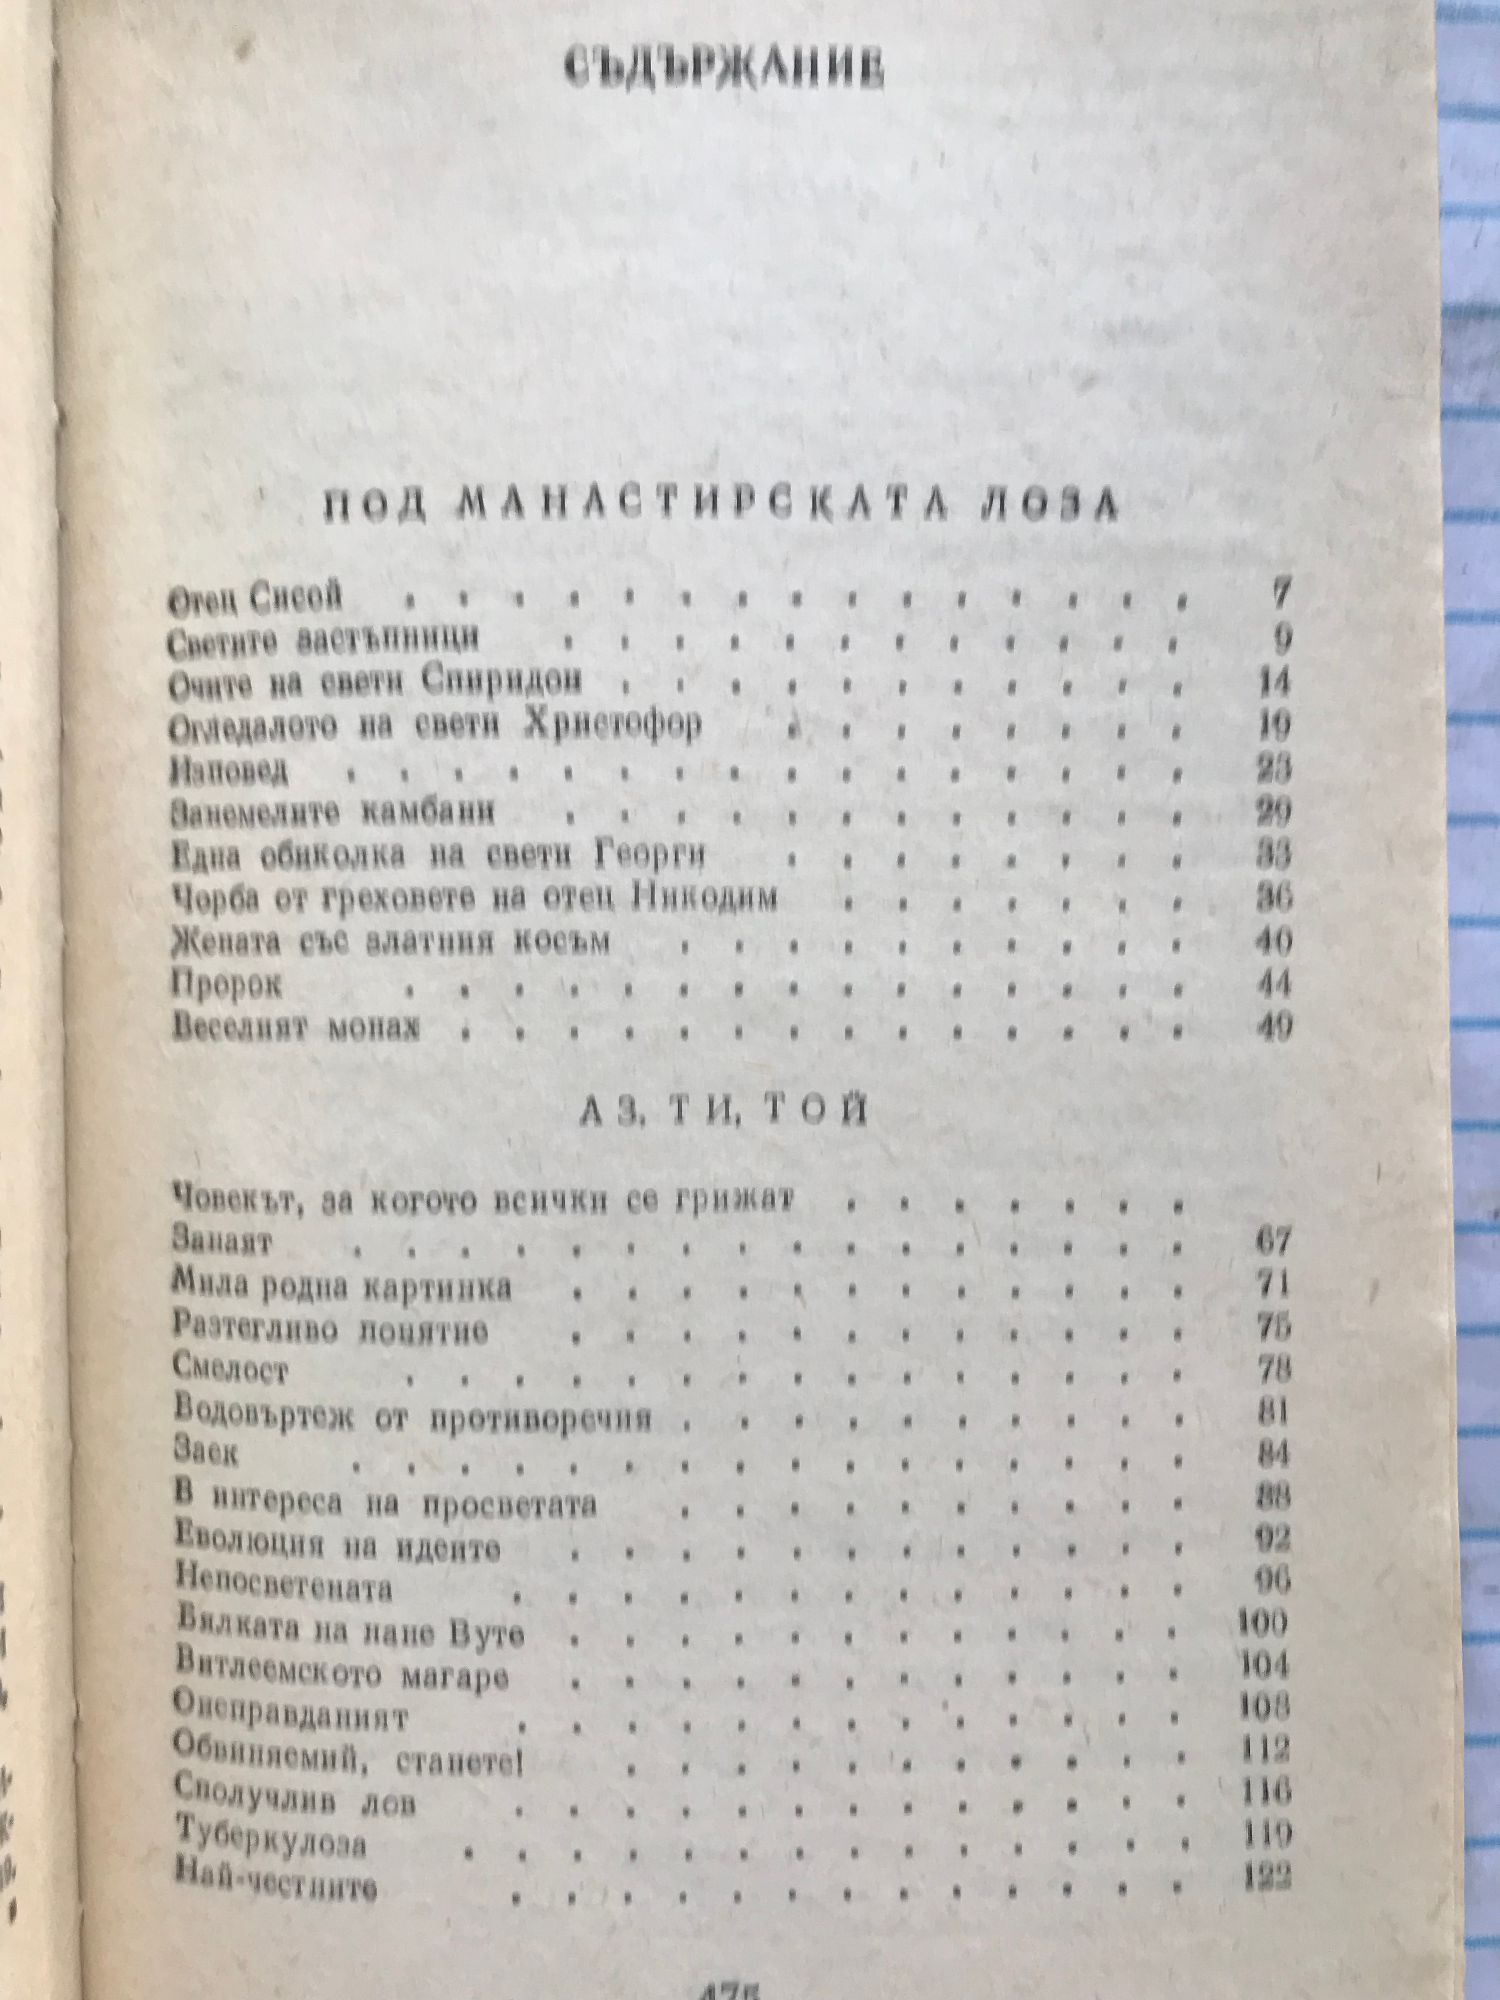 СЪДЪРЖАНИЕ
ПОД МАНАСТИРСКАТА ЛОЗА
Отец Сисой . . . . . . . . . . . . . . . 7
Светите застъпници . . . . . . . . . . . . 9
Очите на свети Спиридон . . . . . . . . . . . 14
Огледалото на свети Христофор . . . . . . . . 19
Изповед . . . . . . . . . . . . . . . . 23
Занемелите камбани . . . . . . . . . . . . 29
Една обиколка на свети Георги . . . . . . . . 33
Чорба от греховете на отец Никодим . . . . . . . 36
Жената със златния косъм . . . . . . . . . . 40
Пророк . . . . . . . . . . . . . . . 44
Веселият монах . . . . . . . . . . . . . . 49
АЗ, ТИ, ТОЙ
Човекът, за когото всички се грижат . . . . . . .
Занаят . . . . . . . . . . . . . . . . 67
Мила родна картинка . . . . . . . . . . . . 71
Разтегливо понятие . . . . . . . . . . . . 75
Смелост . . . . . . . . . . . . . . . 78
Водовъртеж от противоречия . . . . . . . . . . 81
Заек . . . . . . . . . . . . . . . . 84
В интереса на просветата . . . . . . . . . . 88
Еволюция на идеите . . . . . . . . . . . . 92
Непосветената . . . . . . . . . . . . . 96
Вялката на нане Вуте . . . . . . . . . . . . 100
Витлеемското магаре . . . . . . . . . . . . 104
Онеправданият . . . . . . . . . . . . . 108
Обвиняемий, станете! . . . . . . . . . . . 112
Сполучлив лов . . . . . . . . . . . . . 116
Туберкулоза . . . . . . . . . . . . . . 119
Най-честните . . . . . . . . . . . . . 122
475